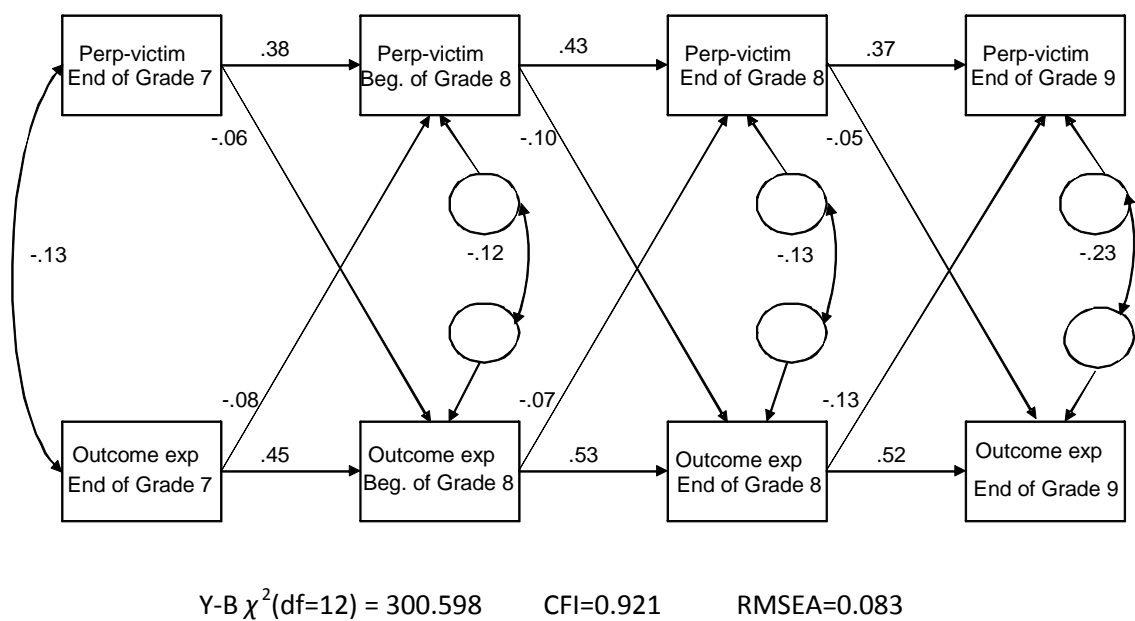 Perp-victim
End of Grade 7
.38
Perp-victim
Beg. of Grade 8
.43
Perp-victim
End of Grade 8
.37
Perp-victim
End of Grade 9
-.06
-.10
-.05
-.13
-.12
-.13
-.23
-.08
-.07
-.13
Outcome exp
End of Grade 7
.45
Outcome exp
Beg. of Grade 8
.53
Outcome exp
End of Grade 8
.52
Outcome exp
End of Grade 9
Y-B χ²(df=12) = 300.598 CFI=0.921 RMSEA=0.083